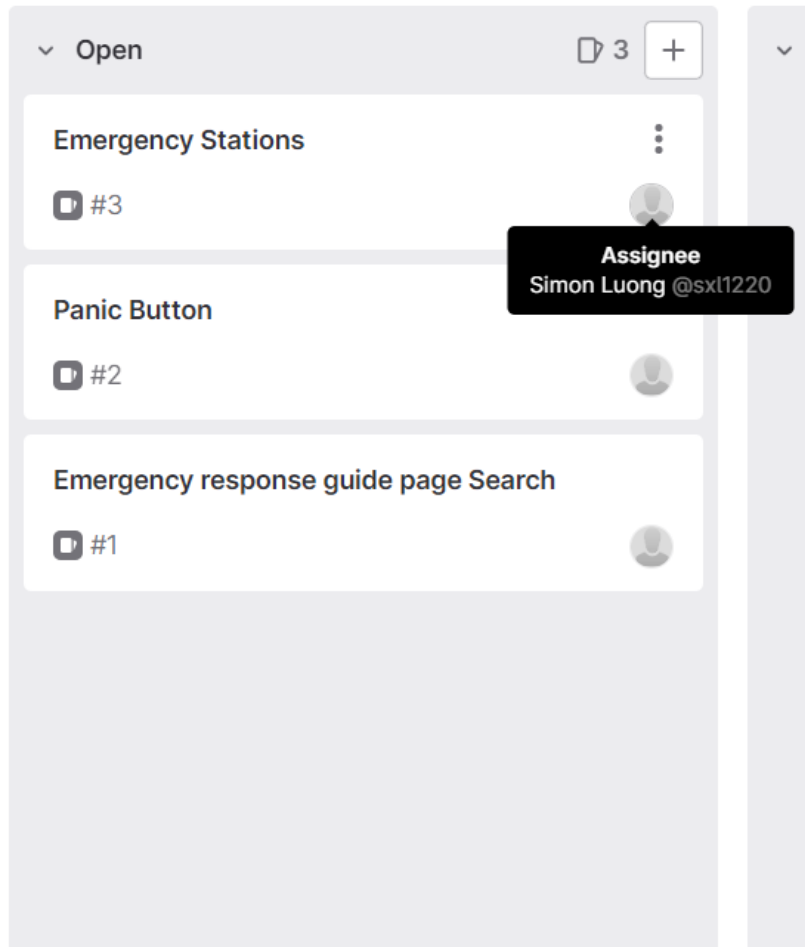 Open
3
Emergency Stations
#3
Assignee
Simon Luong @sxl1220
Panic Button
#2
Emergency response guide page Search
#1